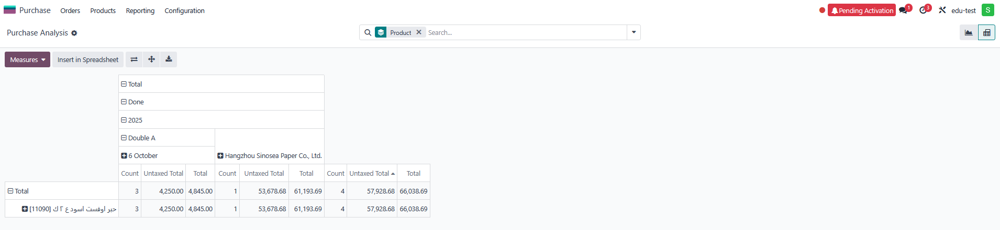 Purchase Orders Products Reporting Configuration Pending Activation 1 3 edu-test S
Purchase Analysis Product Search...
Measures Insert in Spreadsheet
Total
Done
2025
Double A
6 October Hangzhou Sinosea Paper Co., Ltd.
Count Untaxed Total Total Count Untaxed Total Total Count Untaxed Total Total
Total 3 4,250.00 4,845.00 1 53,678.68 61,193.69 4 57,928.68 66,038.69
[11090] حبر اوفست اسود ع ٢ ك 3 4,250.00 4,845.00 1 53,678.68 61,193.69 4 57,928.68 66,038.69